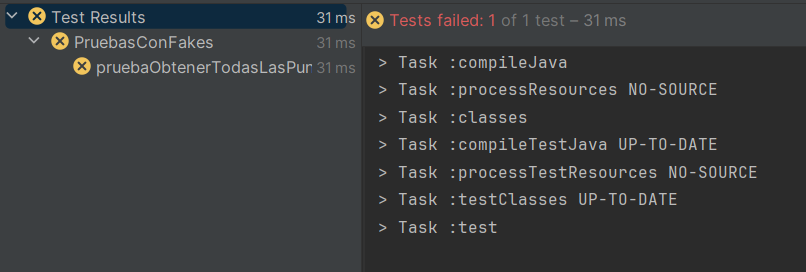 Test Results 31 ms
PruebasConFakes 31 ms
pruebaObtenerTodasLasPun 31 ms
Tests failed: 1 of 1 test – 31 ms
> Task :compileJava
> Task :processResources NO-SOURCE
> Task :classes
> Task :compileTestJava UP-TO-DATE
> Task :processTestResources NO-SOURCE
> Task :testClasses UP-TO-DATE
> Task :test